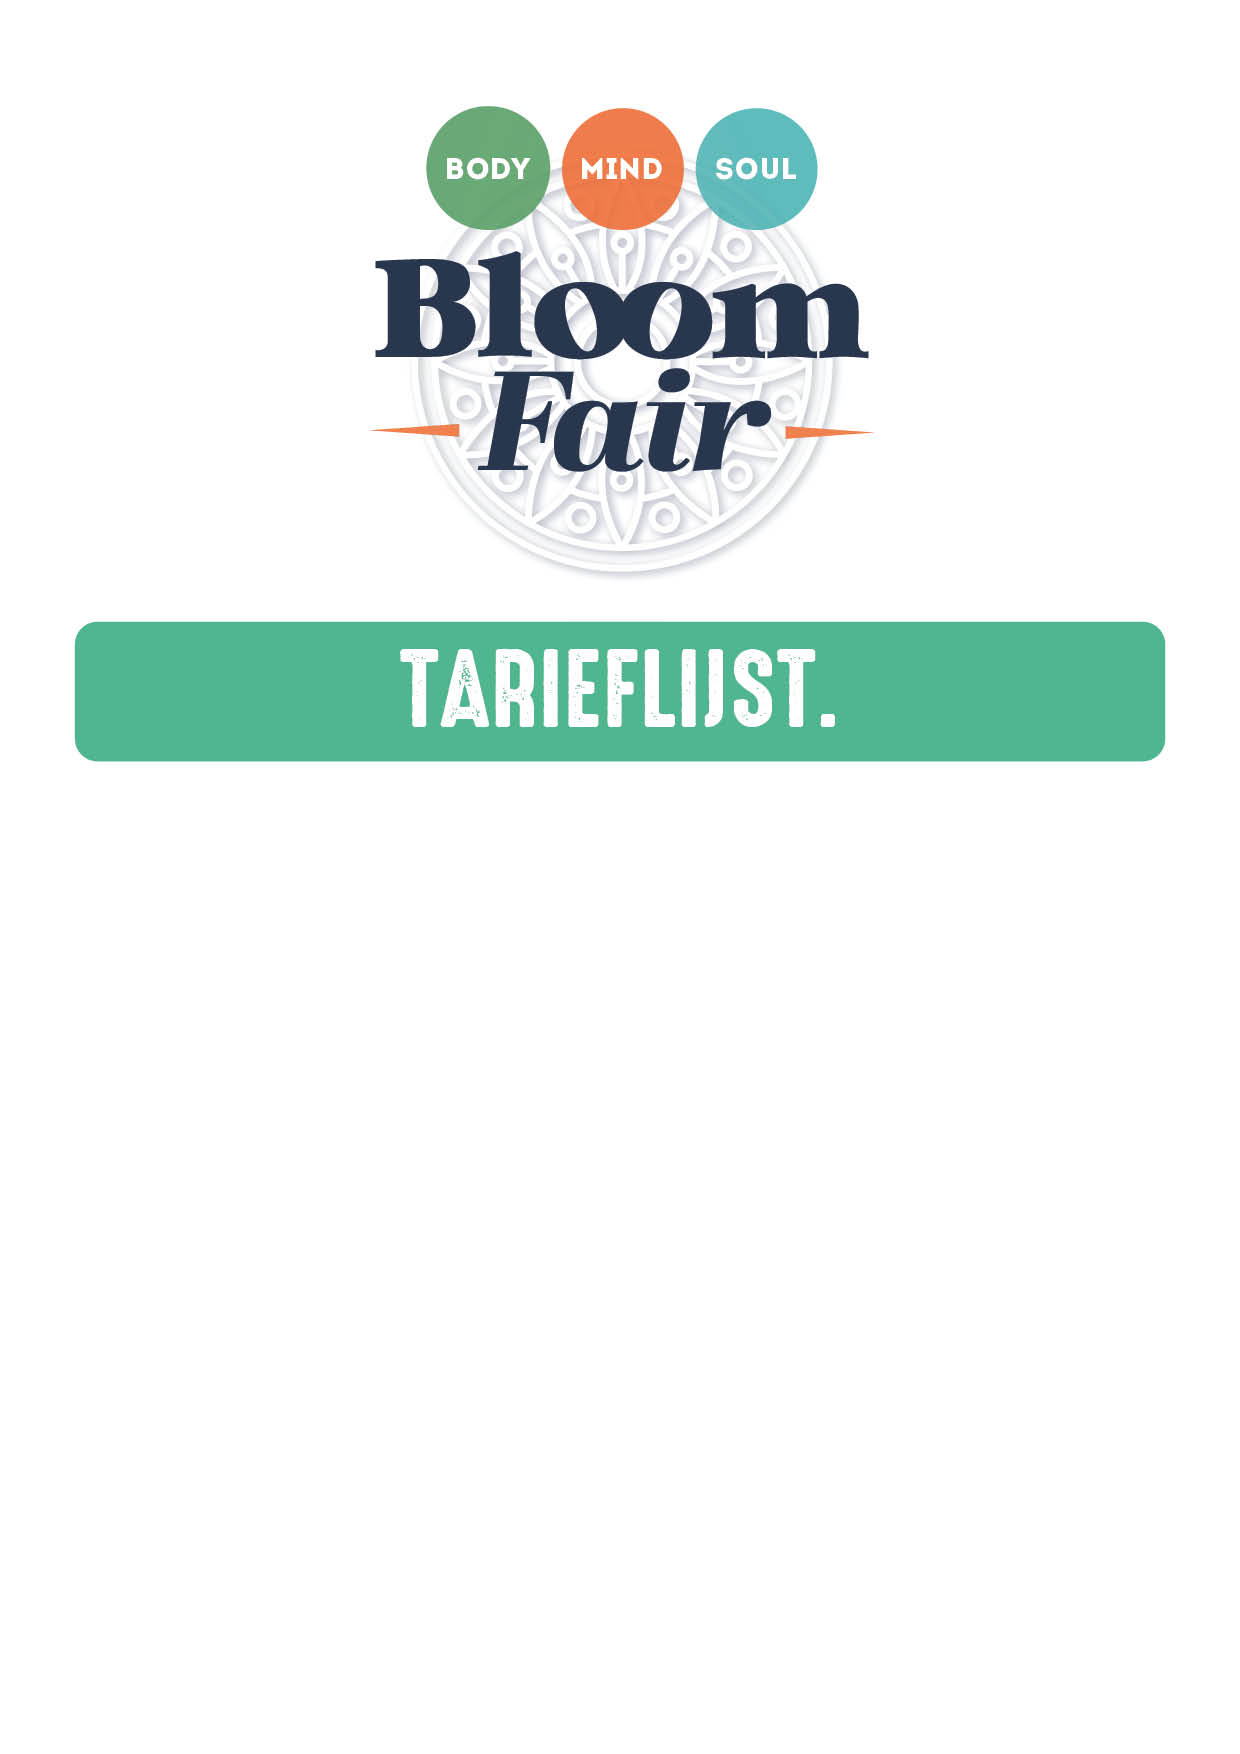 BODY MIND SOUL
Bloom
Fair
TARIEFLIJST.